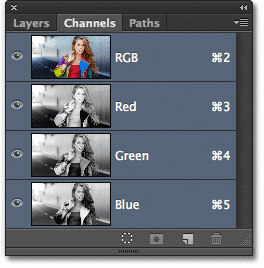 Layers Channels Paths
RGB ⌘2
Red ⌘3
Green ⌘4
Blue ⌘5